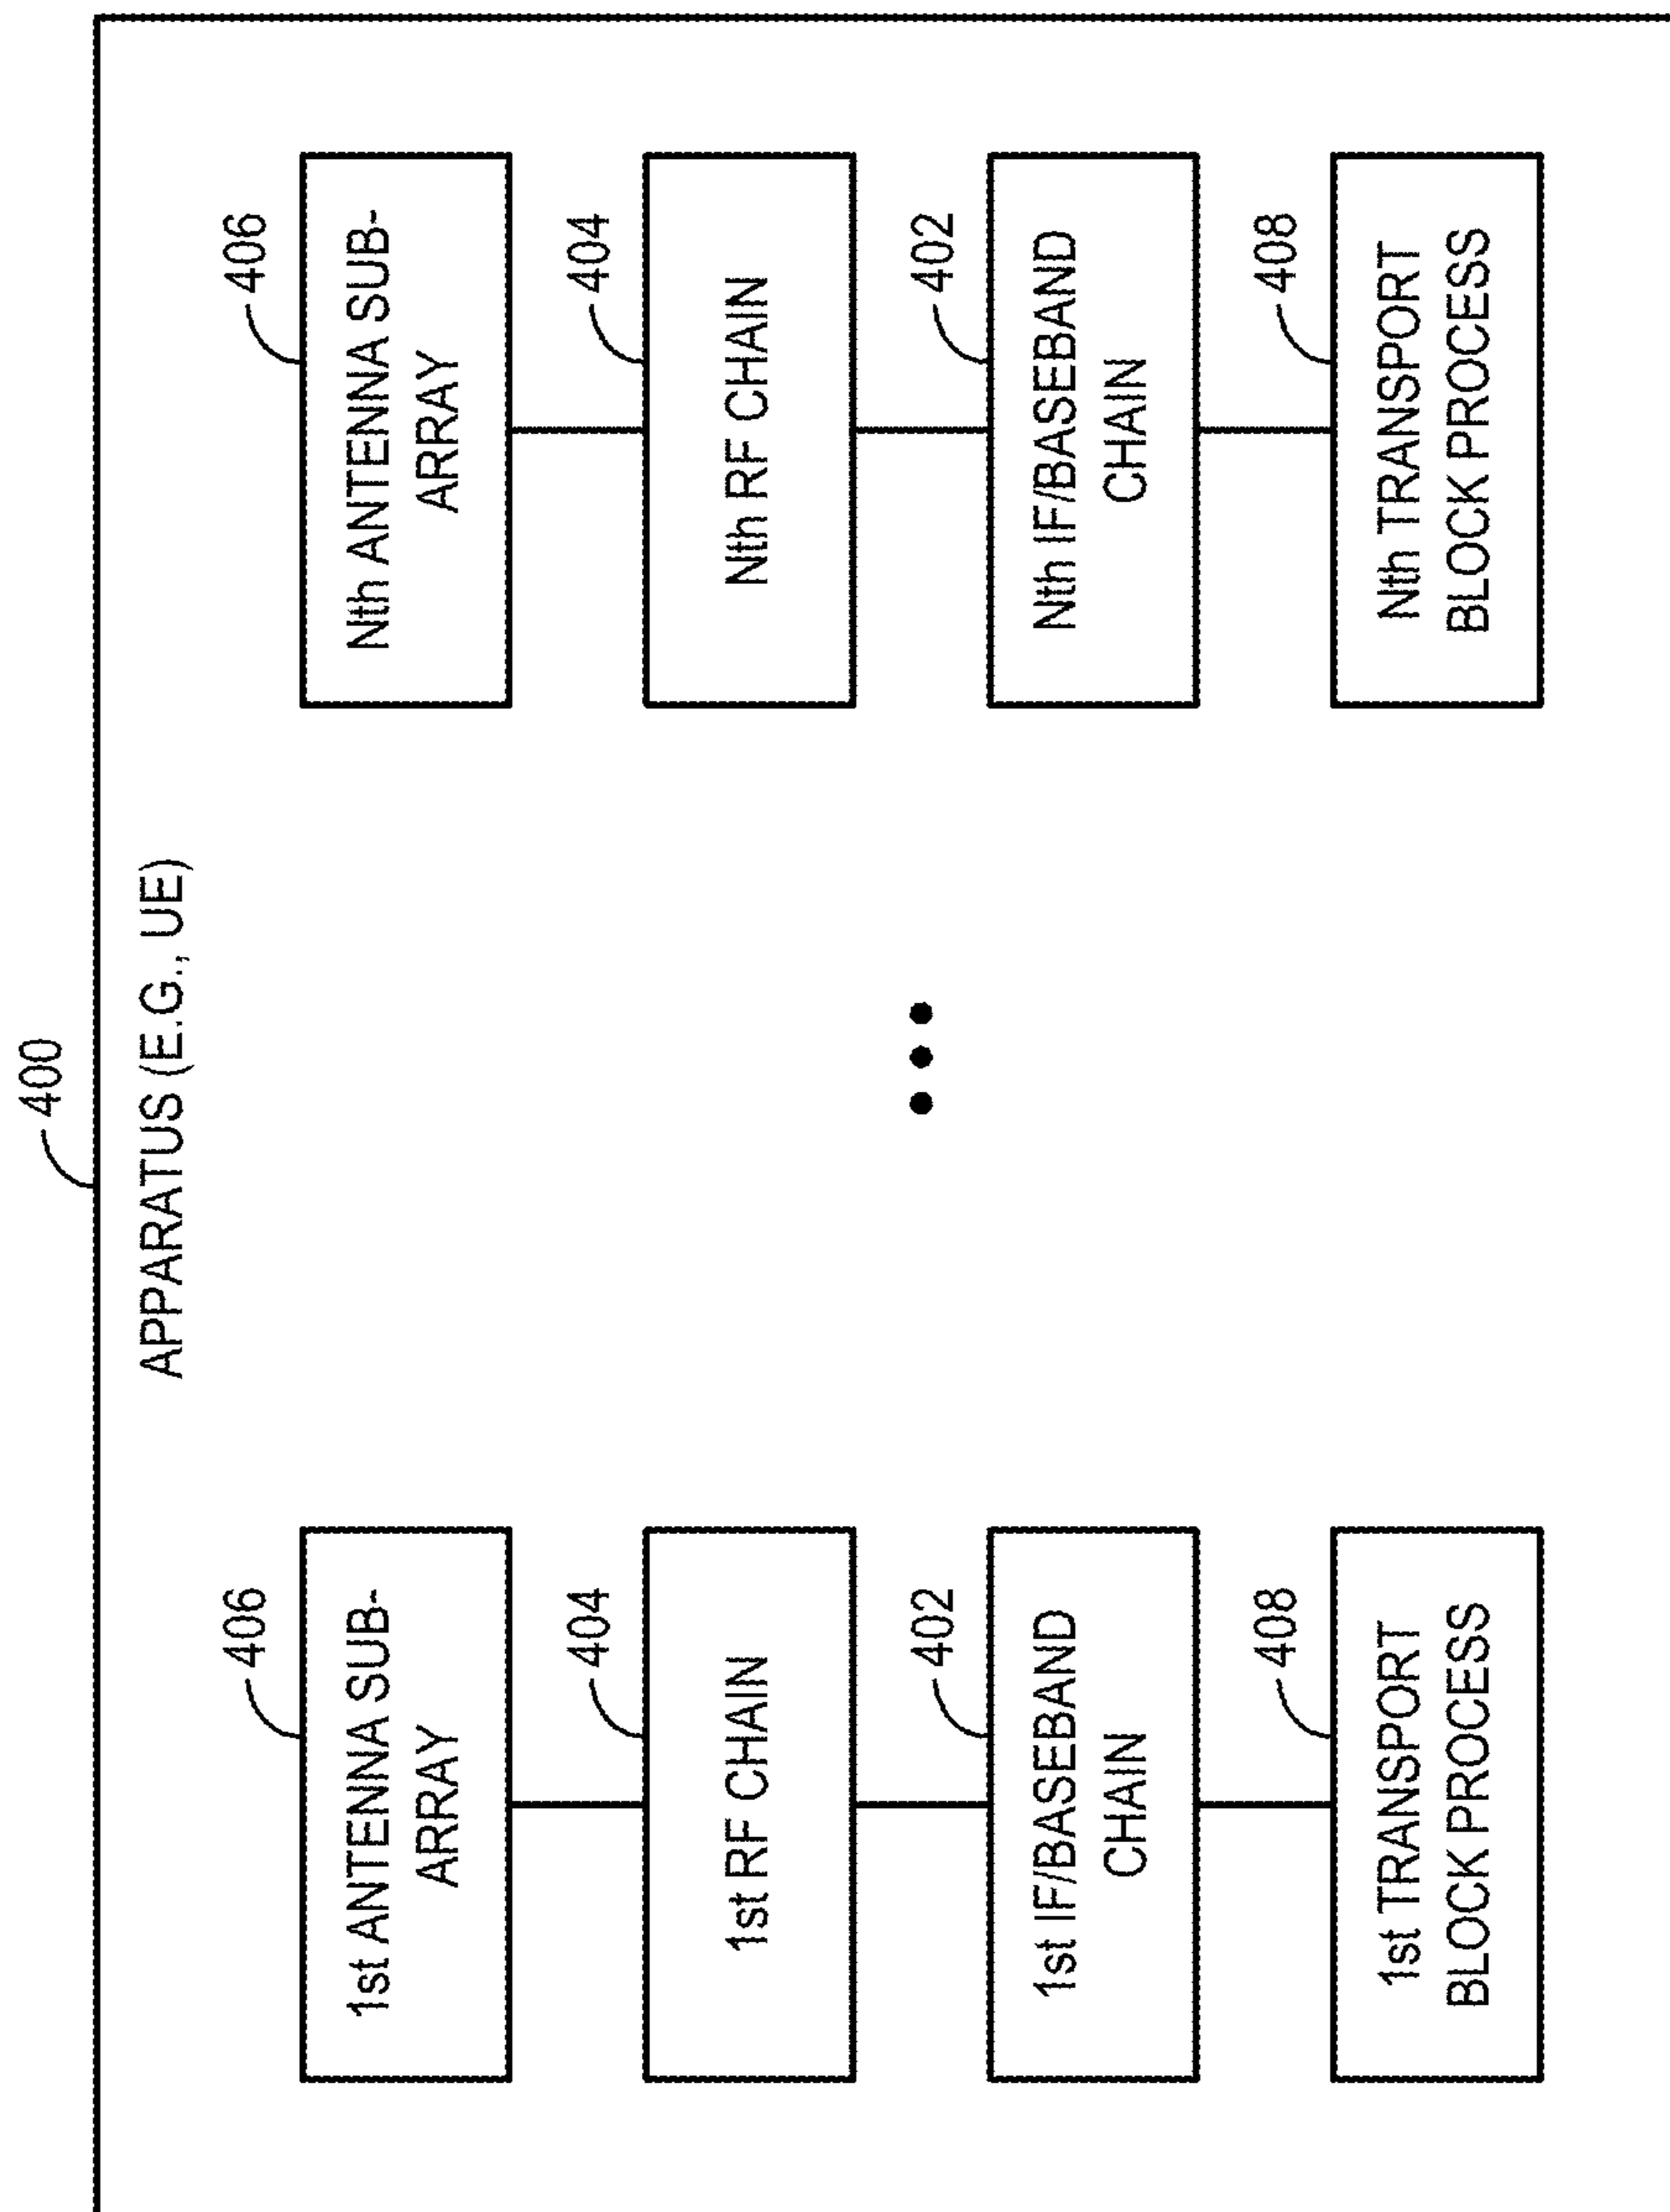 400
APPARATUS (E.G., UE)
406
1st ANTENNA SUB-
ARRAY
404
1st RF CHAIN
402
1st IF/BASEBAND
CHAIN
408
1st TRANSPORT
BLOCK PROCESS
406
Nth ANTENNA SUB-
ARRAY
404
Nth RF CHAIN
402
Nth IF/BASEBAND
CHAIN
408
Nth TRANSPORT
BLOCK PROCESS